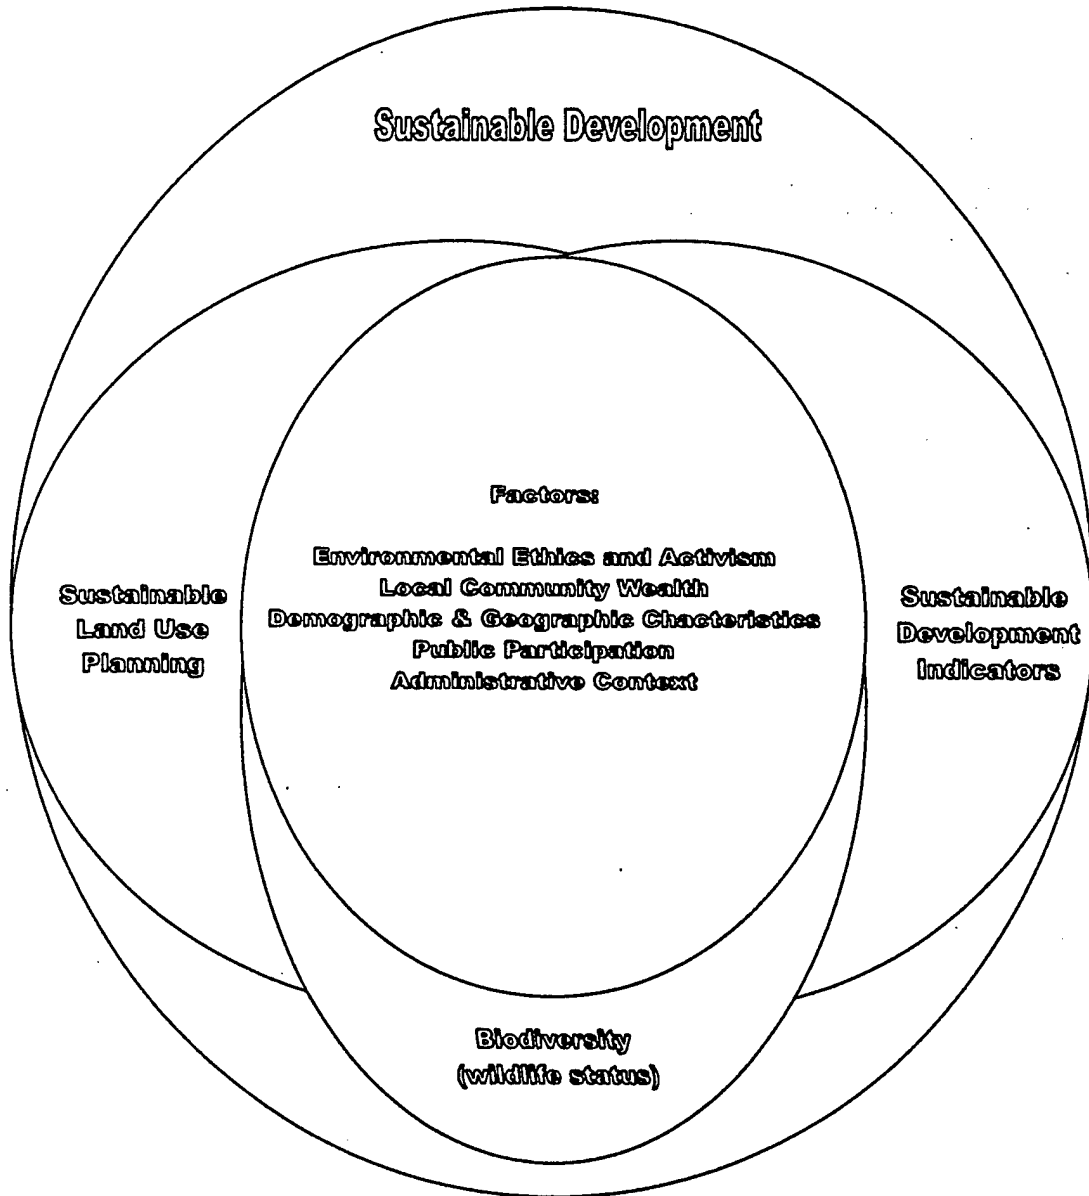 Sustainable Development
Factors:
Environmental Ethics and Activism
Local Community Wealth
Demographic & Geographic Chacteristics
Public Participation
Administrative Context
Sustainable
Land Use
Planning
Sustainable
Development
Indicators
Biodiversity
(wildlife status)